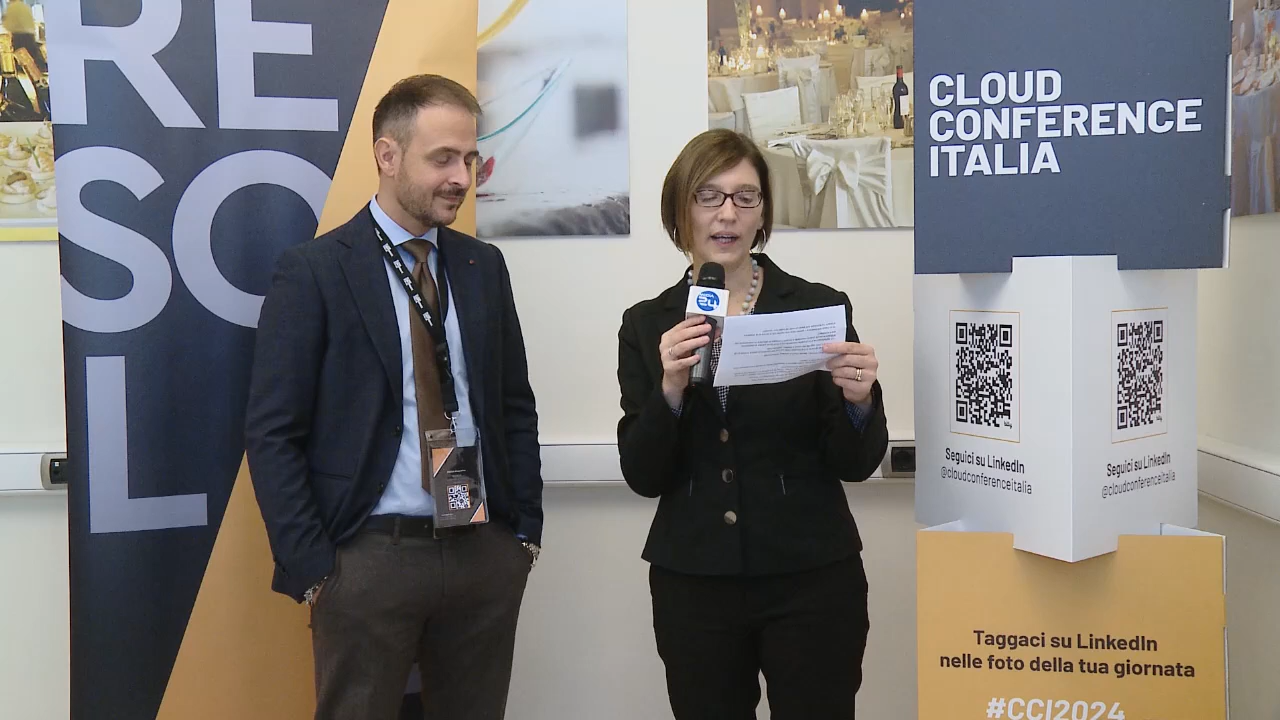 RE
SO
L
CLOUD
CONFERENCE
ITALIA
Seguici su LinkedIn
@cloudconferenceitalia
Seguici su LinkedIn
@cloudconferenceitalia
Taggaci su LinkedIn
nelle foto della tua giornata
#CCI2024